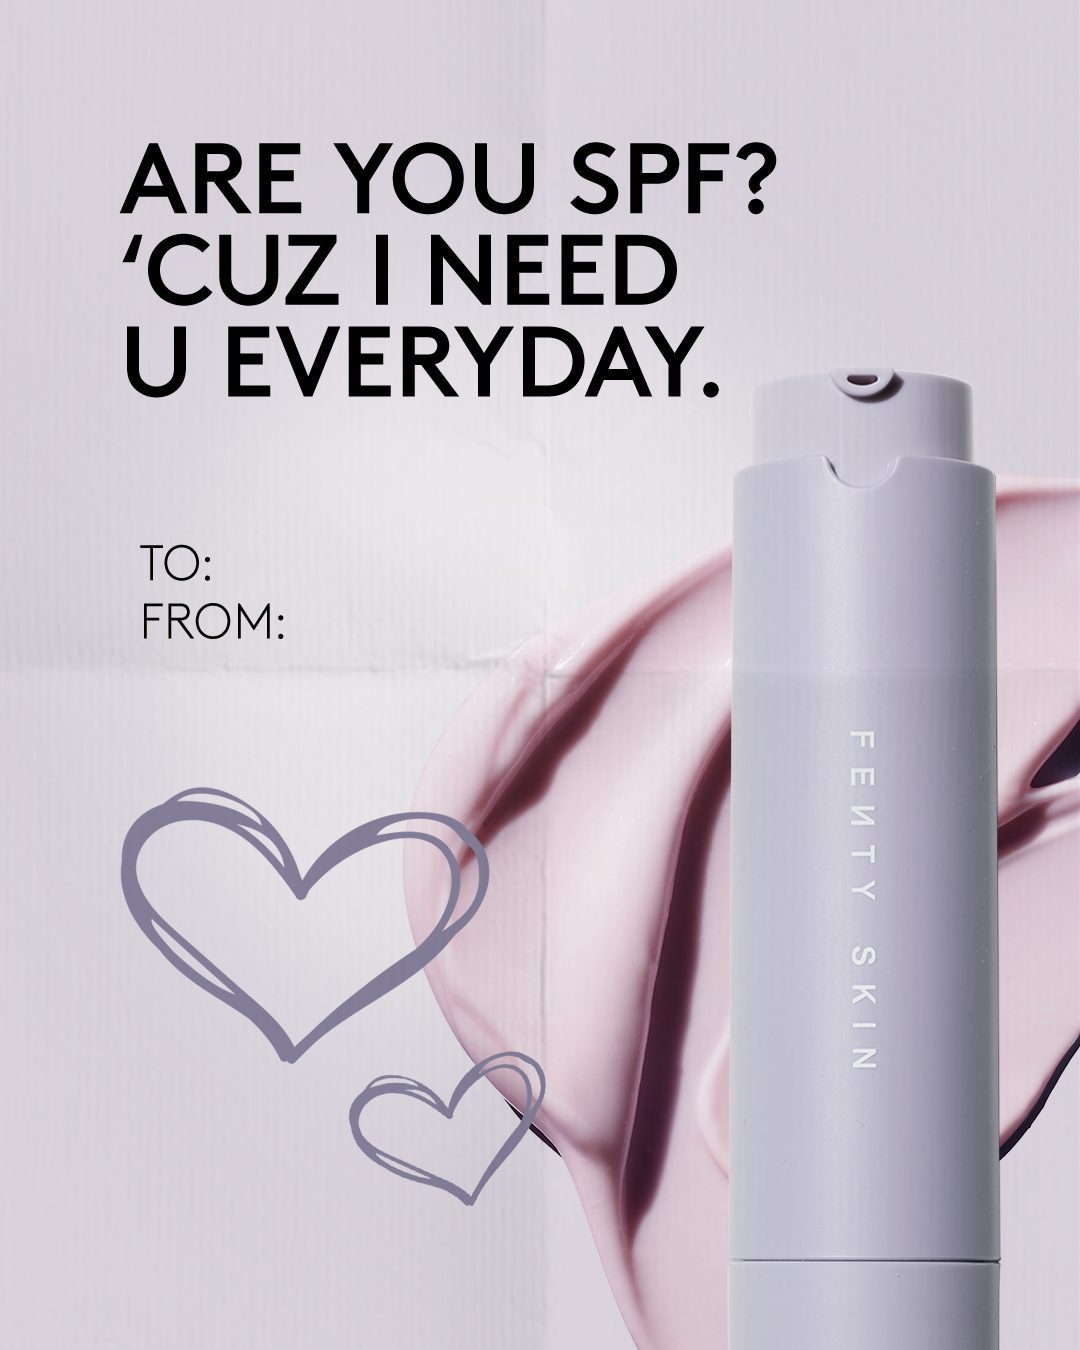 ARE YOU SPF?
‘CUZ I NEED
U EVERYDAY.
TO:
FROM:
FENTY SKIN